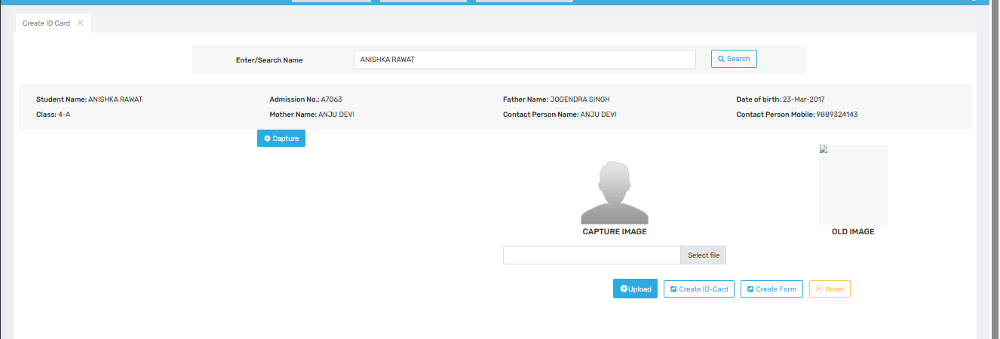 Create ID Card
Enter/Search Name ANISHKA RAWAT Search
Student Name: ANISHKA RAWAT Admission No.: A7063 Father Name: JOGENDRA SINGH Date of birth: 23-Mar-2017
Class: 4-A Mother Name: ANJU DEVI Contact Person Name: ANJU DEVI Contact Person Mobile: 9889324143
Capture
CAPTURE IMAGE OLD IMAGE
Select file
Upload Create ID-Card Create Form Reset